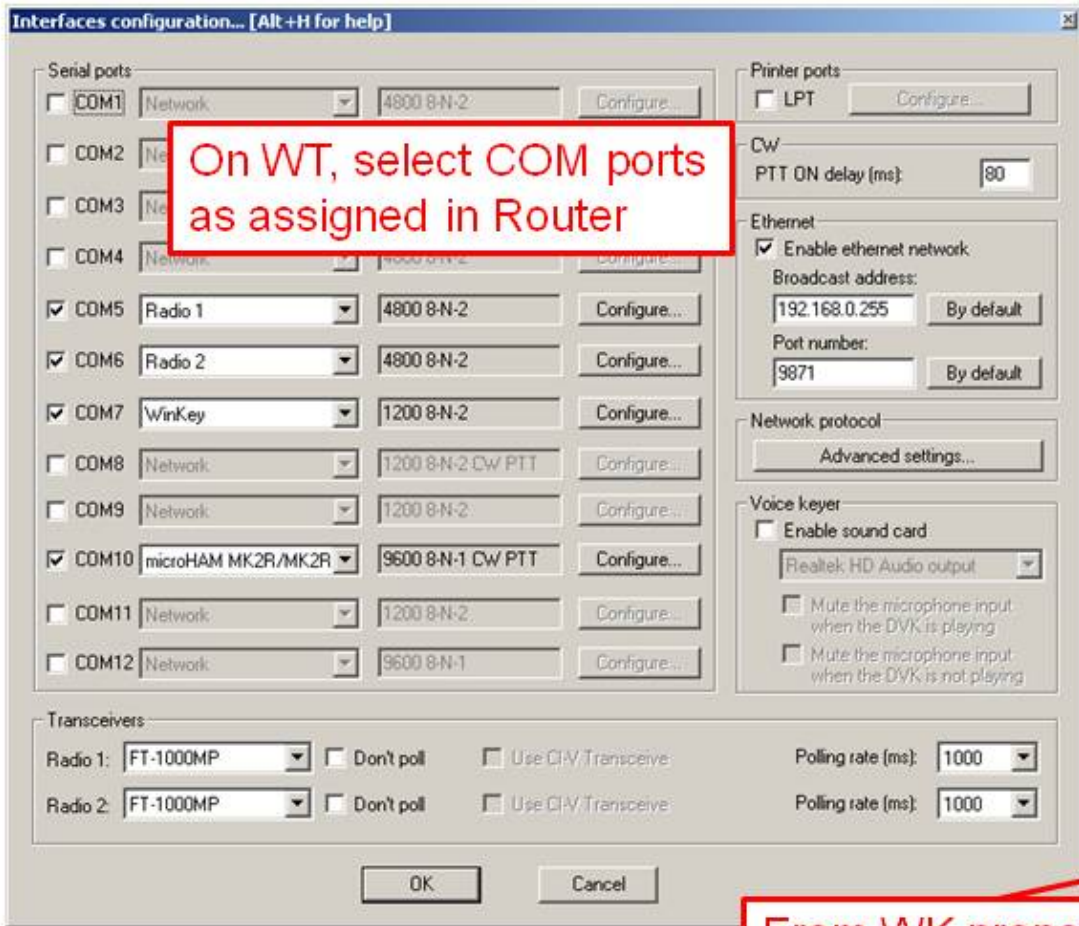 Interfaces configuration... [Alt+H for help]
Serial ports
COM1 Network 4800 8-N-2 Configure...
COM2
COM3
COM4 Network 4800 8-N-2 Configure...
COM5 Radio 1 4800 8-N-2 Configure...
COM6 Radio 2 4800 8-N-2 Configure...
COM7 WinKey 1200 8-N-2 Configure...
COM8 Network 1200 8-N-2 CW PTT Configure...
COM9 Network 1200 8-N-2 Configure...
COM10 microHAM MK2R/MK2R 9600 8-N-1 CW PTT Configure...
COM11 Network 1200 8-N-2 Configure...
COM12 Network 9600 8-N-1 Configure...
On WT, select COM ports
as assigned in Router
Printer ports
LPT Configure...
CW
PTT ON delay (ms): 80
Ethernet
Enable ethernet network
Broadcast address:
192.168.0.255 By default
Port number:
9871 By default
Network protocol
Advanced settings...
Voice keyer
Enable sound card
Realtek HD Audio output
Mute the microphone input
when the DVK is playing
Mute the microphone input
when the DVK is not playing
Transceivers
Radio 1: FT-1000MP Don't poll Use CI-V Transceive Polling rate (ms): 1000
Radio 2: FT-1000MP Don't poll Use CI-V Transceive Polling rate (ms): 1000
OK Cancel
From WK